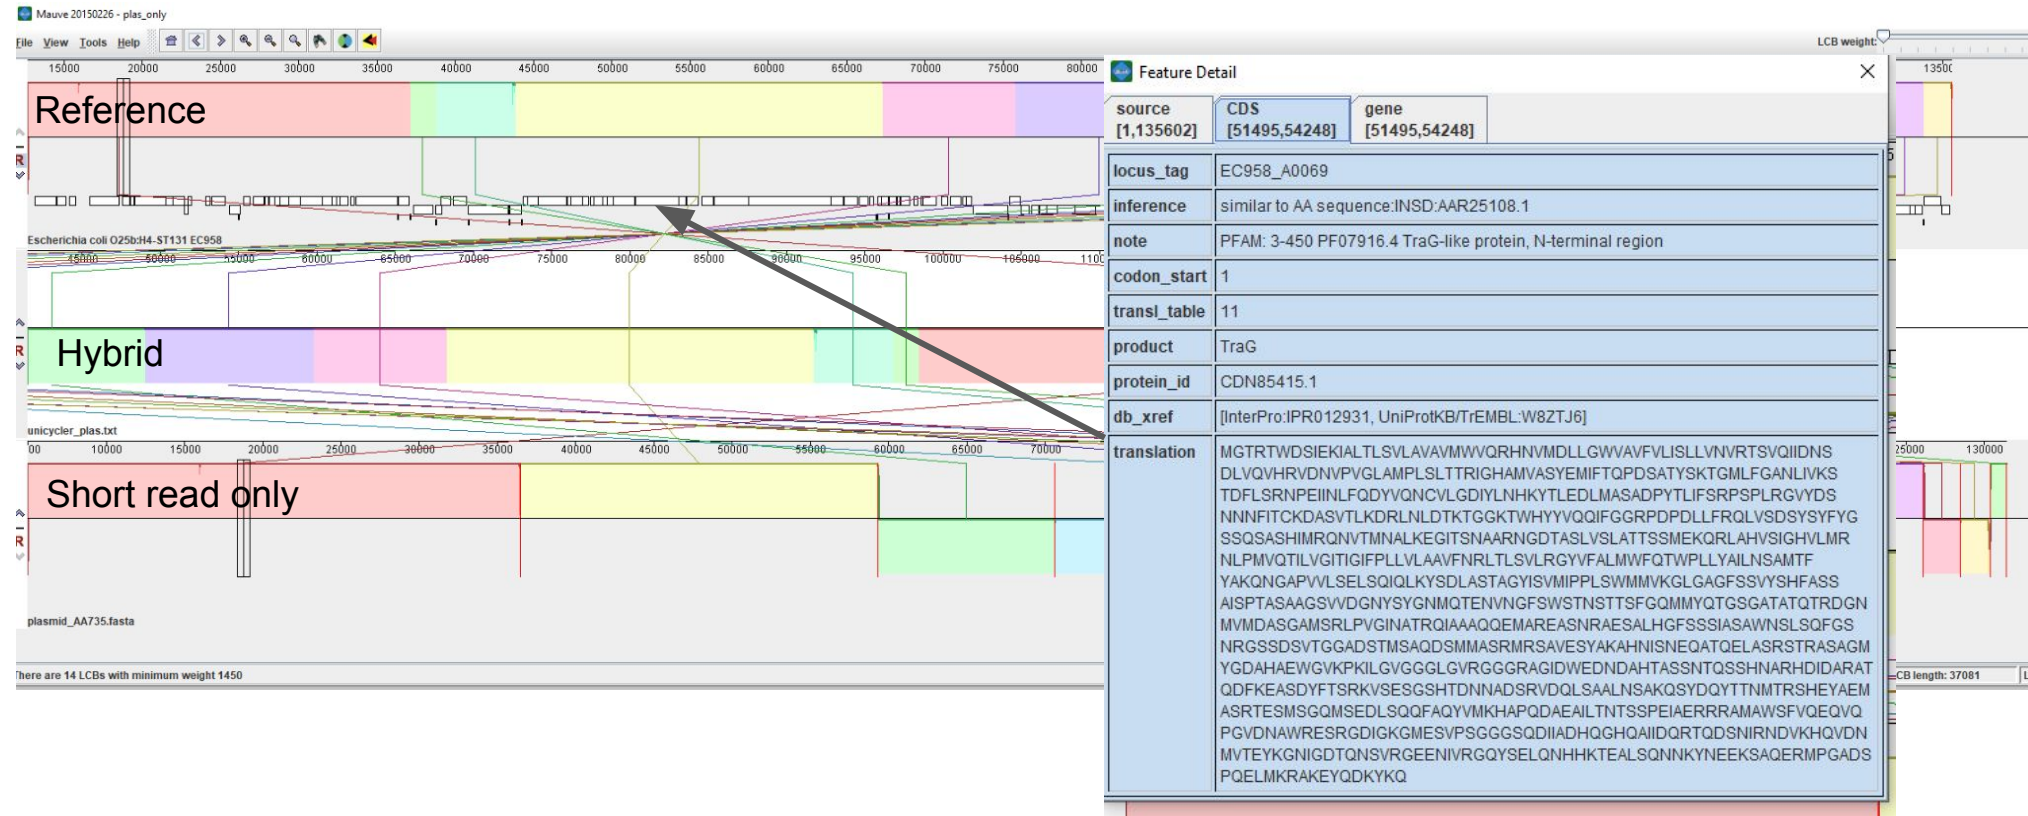 Mauve 20150226 - plas_only
File View Tools Help
LCB weight:
15000 20000 25000 30000 35000 40000 45000 50000 55000 60000 65000 70000 75000 80000
Reference
R
Escherichia coli O25b:H4-ST131 EC958
45000 50000 55000 60000 65000 70000 75000 80000 85000 90000 95000 100000 105000 1100
Hybrid
R
unicycler_plas.txt
00 10000 15000 20000 25000 30000 35000 40000 45000 50000 55000 60000 65000 70000
Short read only
R
plasmid_AA735.fasta
There are 14 LCBs with minimum weight 1450
Feature Detail
source CDS gene
[1,135602] [51495,54248] [51495,54248]
locus_tag EC958_A0069
inference similar to AA sequence:INSD:AAR25108.1
note PFAM: 3-450 PF07916.4 TraG-like protein, N-terminal region
codon_start 1
transl_table 11
product TraG
protein_id CDN85415.1
db_xref [InterPro:IPR012931, UniProtKB/TrEMBL:W8ZTJ6]
translation MGTRTWDSIEKIALTLSVLAVAVMWVQRHNVMDLLGWVAVFVLISLLVNVRTSVQIIDNS
DLVQVHRVDNVPVGLAMPLSLTTRIGHAMVASYEMIFTQPDSATYSKTGMLFGANLIVKS
TDFLSRNPEIINLFQDYVQNCVLGDIYLNHKYTLEDLMASADPYTLIFSRPSPLRGVYDS
NNNFITCKDASVTLKDRLNLDTKTGGKTWHYYVQQIFGGRPDPDLLFRQLVSDSYSYFYG
SSQSASHIMRQNVTMNALKEGITSNAARNGDTASLVSLATTSSMEKQRLAHVSIGHVLMR
NLPMVQTILVGITIGIFPLLVLAAVFNRLTLSVLRGYVFALMWFQTWPLLYAILNSAMTF
YAKQNGAPVVLSELSQIQLKYSDLASTAGYISVMIPPLSWMMVKGLGAGFSSVYSHFASS
AISPTASAAGSVVDGNYSYGNMQTENVNGFSWSTNSTTSFGQMMYQTGSGATATQTRDGN
MVMDASGAMSRLPVGINATRQIAAAQQEMAREASNRAESALHGFSSSIASAWNSLSQFGS
NRGSSDSVTGGADSTMSAQDSMMASRMRSAVESYAKAHNISNEQATQELASRSTRASAGM
YGDAHAEWGVKPKILGVGGGLGVRGGGRAGIDWEDNDAHTASSNTQSSHNARHDIDARAT
QDFKEASDYFTSRKVSESGSHTDNNADSRVDQLSAALNSAKQSYDQYTTNMTRSHEYAEM
ASRTESMSGQMSEDLSQQFAQYVMKHAPQDAEAILTNTSSPEIAERRRAMAWSFVQEQVQ
PGVDNAWRESRGDIGKGMESVPSGGGSQDIIADHQGHQAIIDQRTQDSNIRNDVKHQVDN
MVTEYKGNIGDTQNSVRGEENIVRGQYSELQNHHKTEALSQNNKYNEEKSAQERMPGADS
PQELMKRAKEYQDKYKQ
13500
25000 130000
CB length: 37081